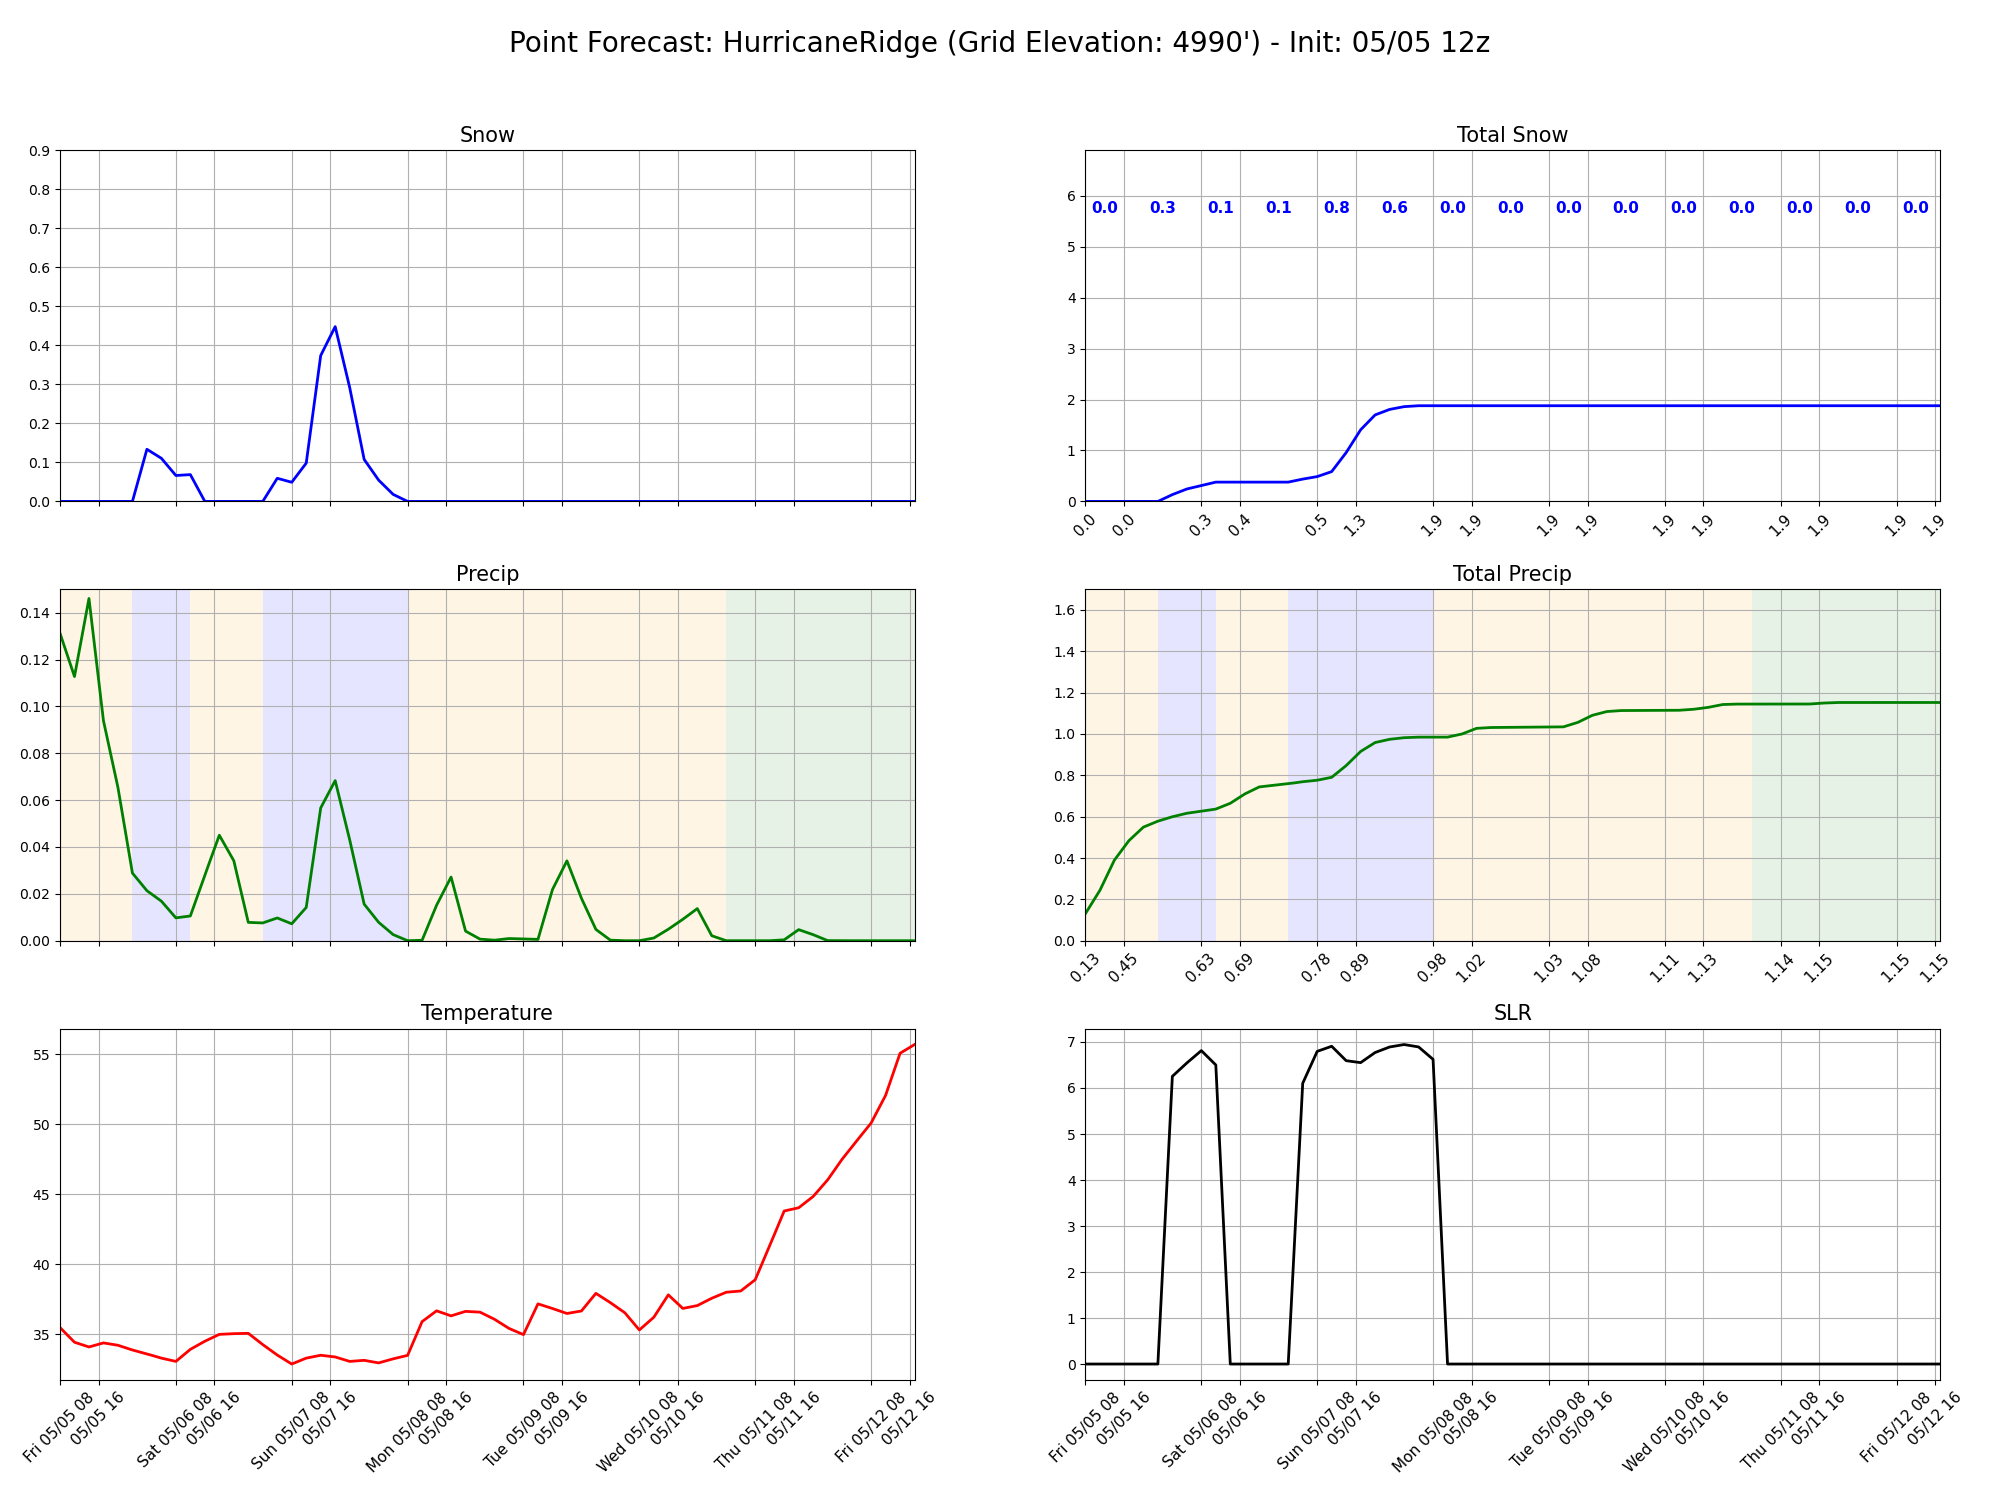 Point Forecast: HurricaneRidge (Grid Elevation: 4990') - Init: 05/05 12z
Snow
0.9
0.8
0.7
0.6
0.5
0.4
0.3
0.2
0.1
0.0
Total Snow
6
5
4
3
2
1
0
0.0 0.3 0.1 0.1 0.8 0.6 0.0 0.0 0.0 0.0 0.0 0.0 0.0 0.0 0.0
0.0 0.0 0.3 0.4 0.5 1.3 1.9 1.9 1.9 1.9 1.9 1.9 1.9 1.9 1.9 1.9
Precip
0.14
0.12
0.10
0.08
0.06
0.04
0.02
0.00
Total Precip
1.6
1.4
1.2
1.0
0.8
0.6
0.4
0.2
0.0
0.13 0.45 0.63 0.69 0.78 0.89 0.98 1.02 1.03 1.08 1.11 1.13 1.14 1.15 1.15 1.15
Temperature
55
50
45
40
35
Fri 05/05 08
05/05 16
Sat 05/06 08
05/06 16
Sun 05/07 08
05/07 16
Mon 05/08 08
05/08 16
Tue 05/09 08
05/09 16
Wed 05/10 08
05/10 16
Thu 05/11 08
05/11 16
Fri 05/12 08
05/12 16
SLR
7
6
5
4
3
2
1
0
Fri 05/05 08
05/05 16
Sat 05/06 08
05/06 16
Sun 05/07 08
05/07 16
Mon 05/08 08
05/08 16
Tue 05/09 08
05/09 16
Wed 05/10 08
05/10 16
Thu 05/11 08
05/11 16
Fri 05/12 08
05/12 16